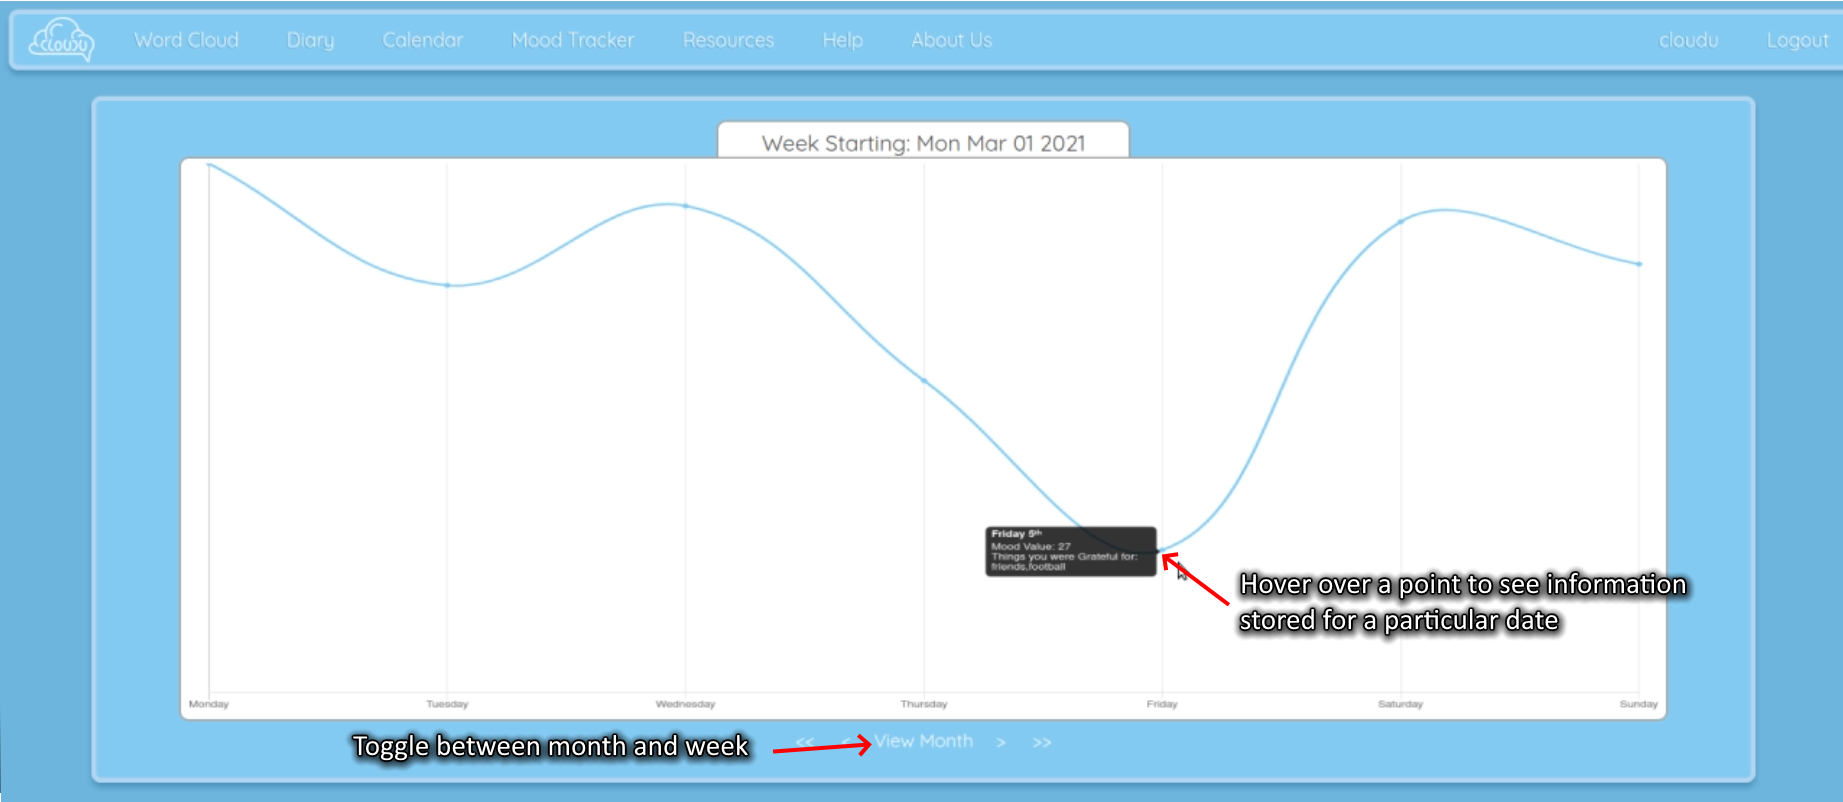 cloudu Word Cloud Diary Calendar Mood Tracker Resources Help About Us cloudu Logout
Week Starting: Mon Mar 01 2021
Friday 5th
Mood Value: 27
Things you were Grateful for:
friends,football
Hover over a point to see information
stored for a particular date
Monday Tuesday Wednesday Thursday Friday Saturday Sunday
Toggle between month and week
<< < View Month > >>